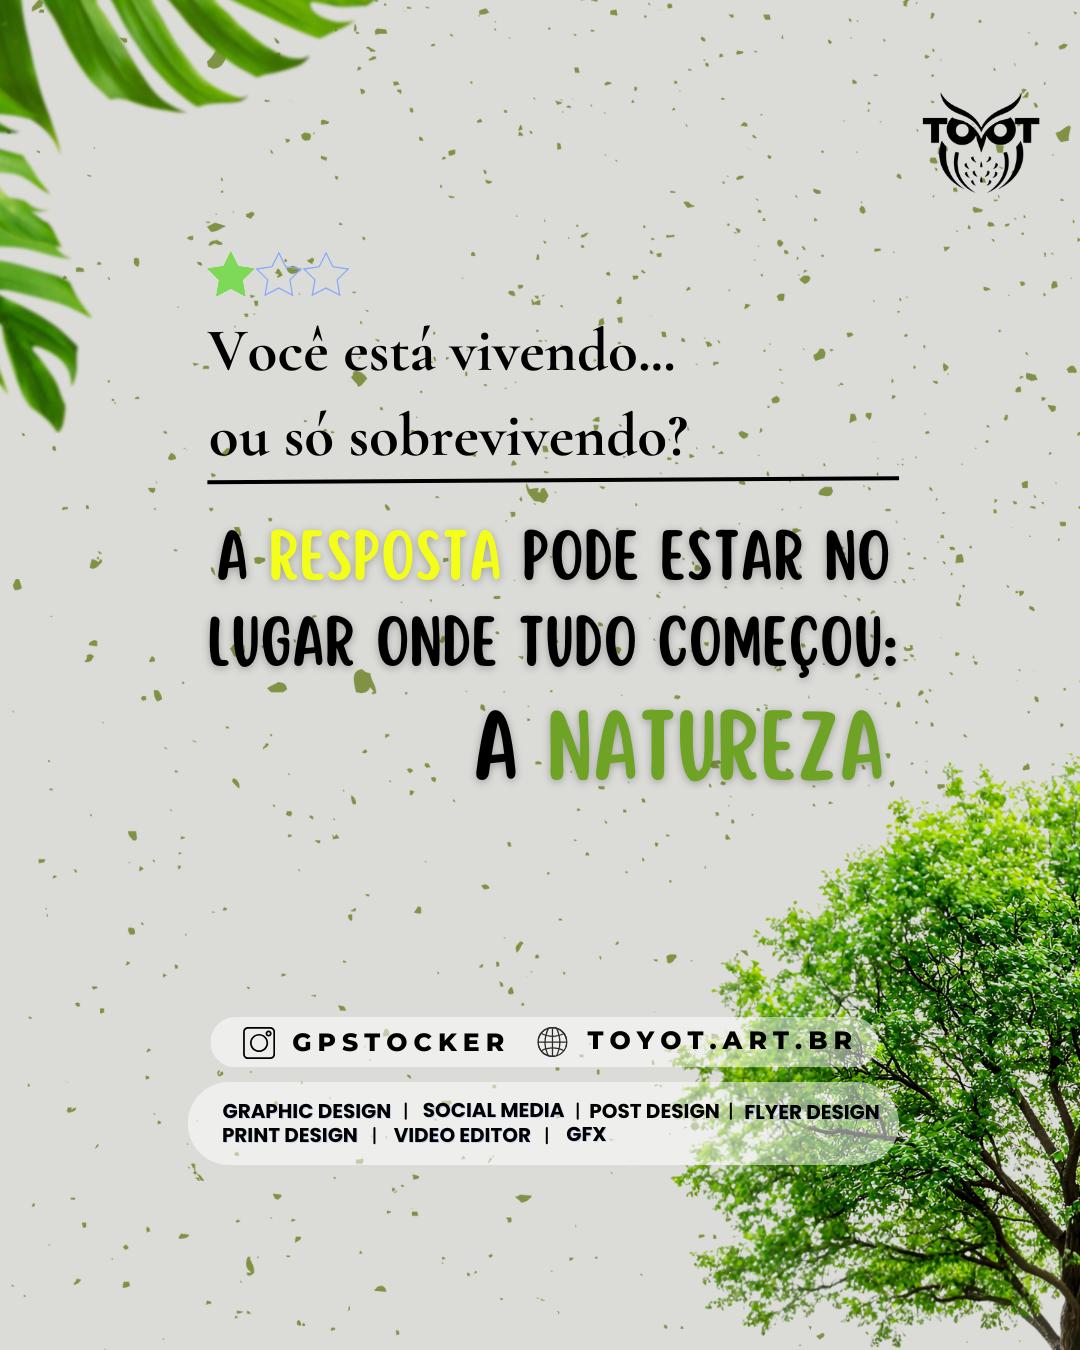 TOYOT
Você está vivendo...
ou só sobrevivendo?
A RESPOSTA PODE ESTAR NO
LUGAR ONDE TUDO COMEÇOU:
A NATUREZA
GPSTOCKER TOYOT.ART.BR
GRAPHIC DESIGN | SOCIAL MEDIA | POST DESIGN | FLYER DESIGN
PRINT DESIGN | VIDEO EDITOR | GFX